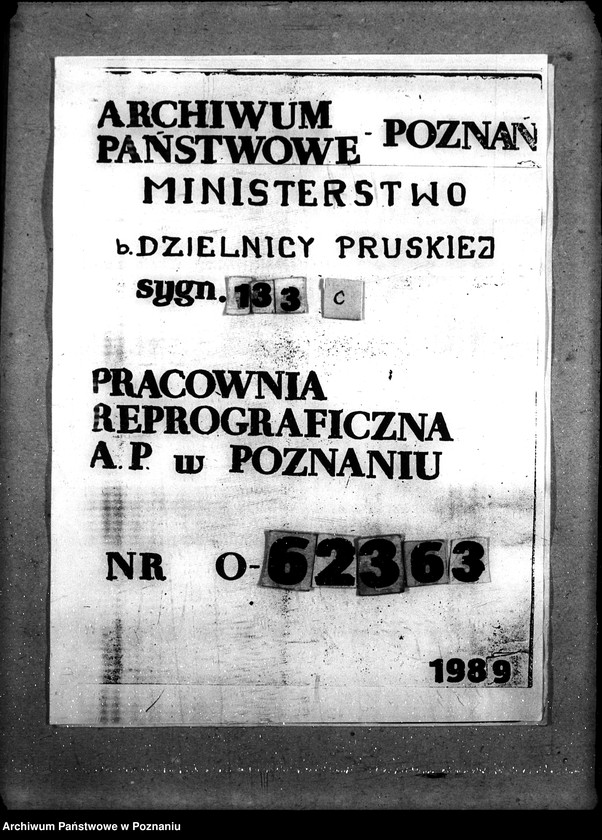 ARCHIWUM
PAŃSTWOWE - POZNAŃ
MINISTERSTWO
b. DZIELNICY PRUSKIEJ
sygn. 133 c
PRACOWNIA
REPROGRAFICZNA
A.P. w POZNANIU
NR O-62363
1989
Archiwum Państwowe w Poznaniu